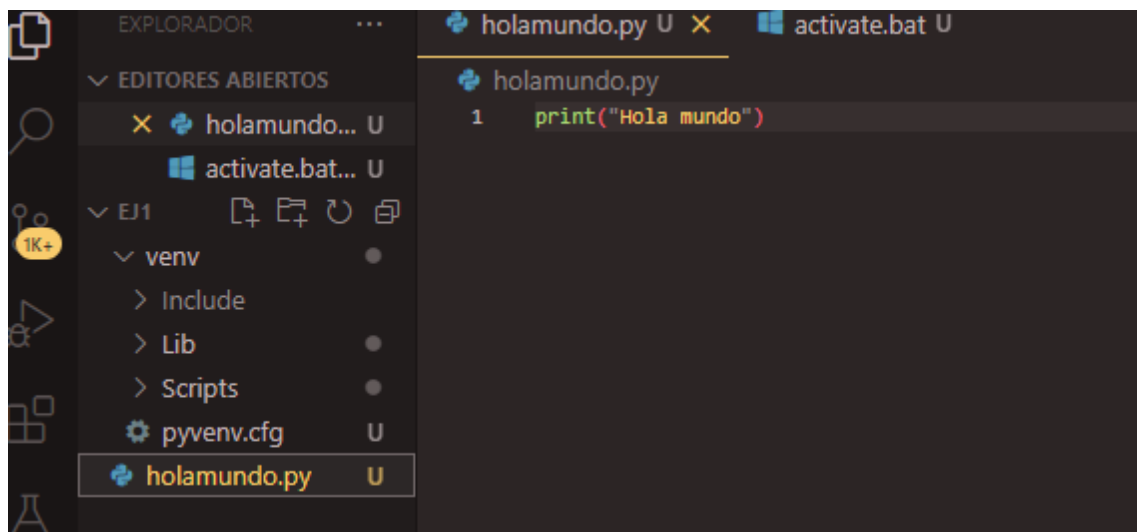 EXPLORADOR ...
EDITORES ABIERTOS
holamundo... U
activate.bat... U
EJ1
1K+
venv
Include
Lib
Scripts
pyvenv.cfg U
holamundo.py U
holamundo.py U
activate.bat U
holamundo.py
1 print("Hola mundo")